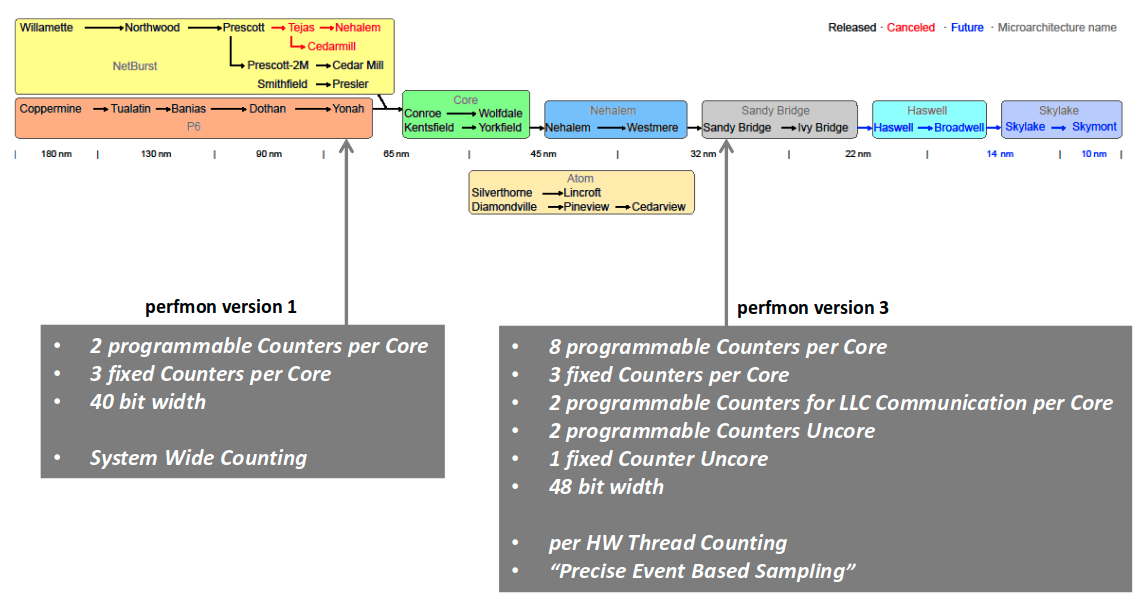 Released · Canceled · Future · Microarchitecture name
Willamette Northwood Prescott Tejas Nehalem
Cedarmill
NetBurst Prescott-2M Cedar Mill
Smithfield Presler
Coppermine Tualatin Banias Dothan Yonah
P6
Core
Conroe Wolfdale
Kentsfield Yorkfield
Nehalem
Nehalem Westmere
Sandy Bridge
Sandy Bridge Ivy Bridge
Haswell
Haswell Broadwell
Skylake
Skylake Skymont
| 180 nm | 130 nm | 90 nm | 65 nm | 45 nm | 32 nm | 22 nm | 14 nm | 10 nm |
Atom
Silverthorne Lincroft
Diamondville Pineview Cedarview
perfmon version 1
• 2 programmable Counters per Core
• 3 fixed Counters per Core
• 40 bit width
• System Wide Counting
perfmon version 3
• 8 programmable Counters per Core
• 3 fixed Counters per Core
• 2 programmable Counters for LLC Communication per Core
• 2 programmable Counters Uncore
• 1 fixed Counter Uncore
• 48 bit width
• per HW Thread Counting
• “Precise Event Based Sampling”